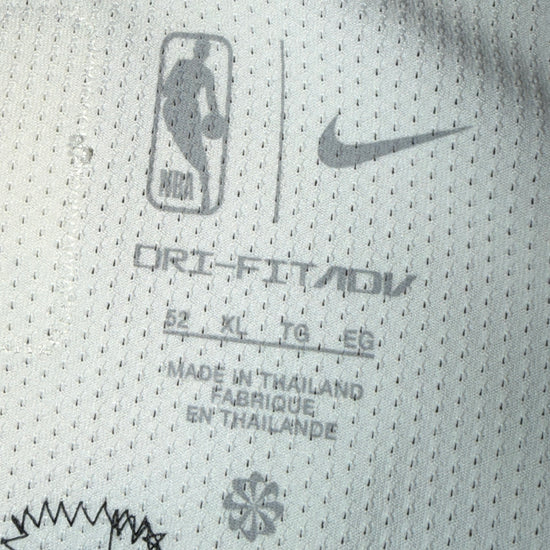 NBA
DRI-FIT ADV
52 XL TG EG
MADE IN THAILAND
FABRIQUE
EN THAILANDE